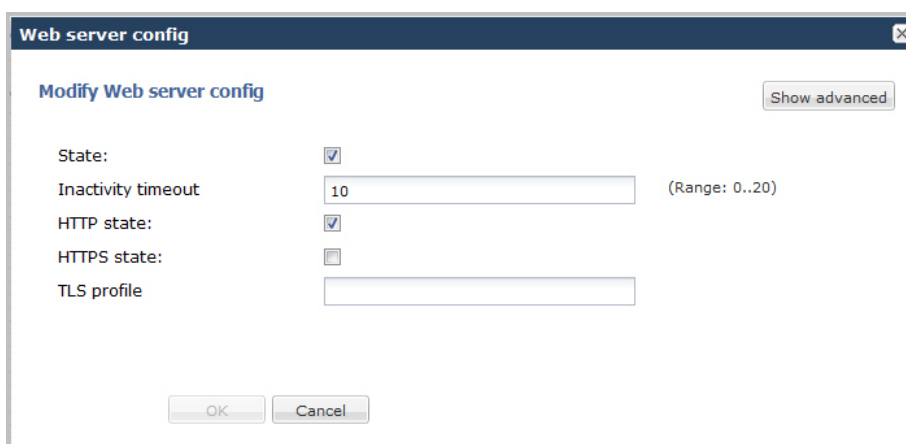 Web server config
Modify Web server config
Show advanced
State:
Inactivity timeout 10 (Range: 0..20)
HTTP state:
HTTPS state:
TLS profile
OK Cancel